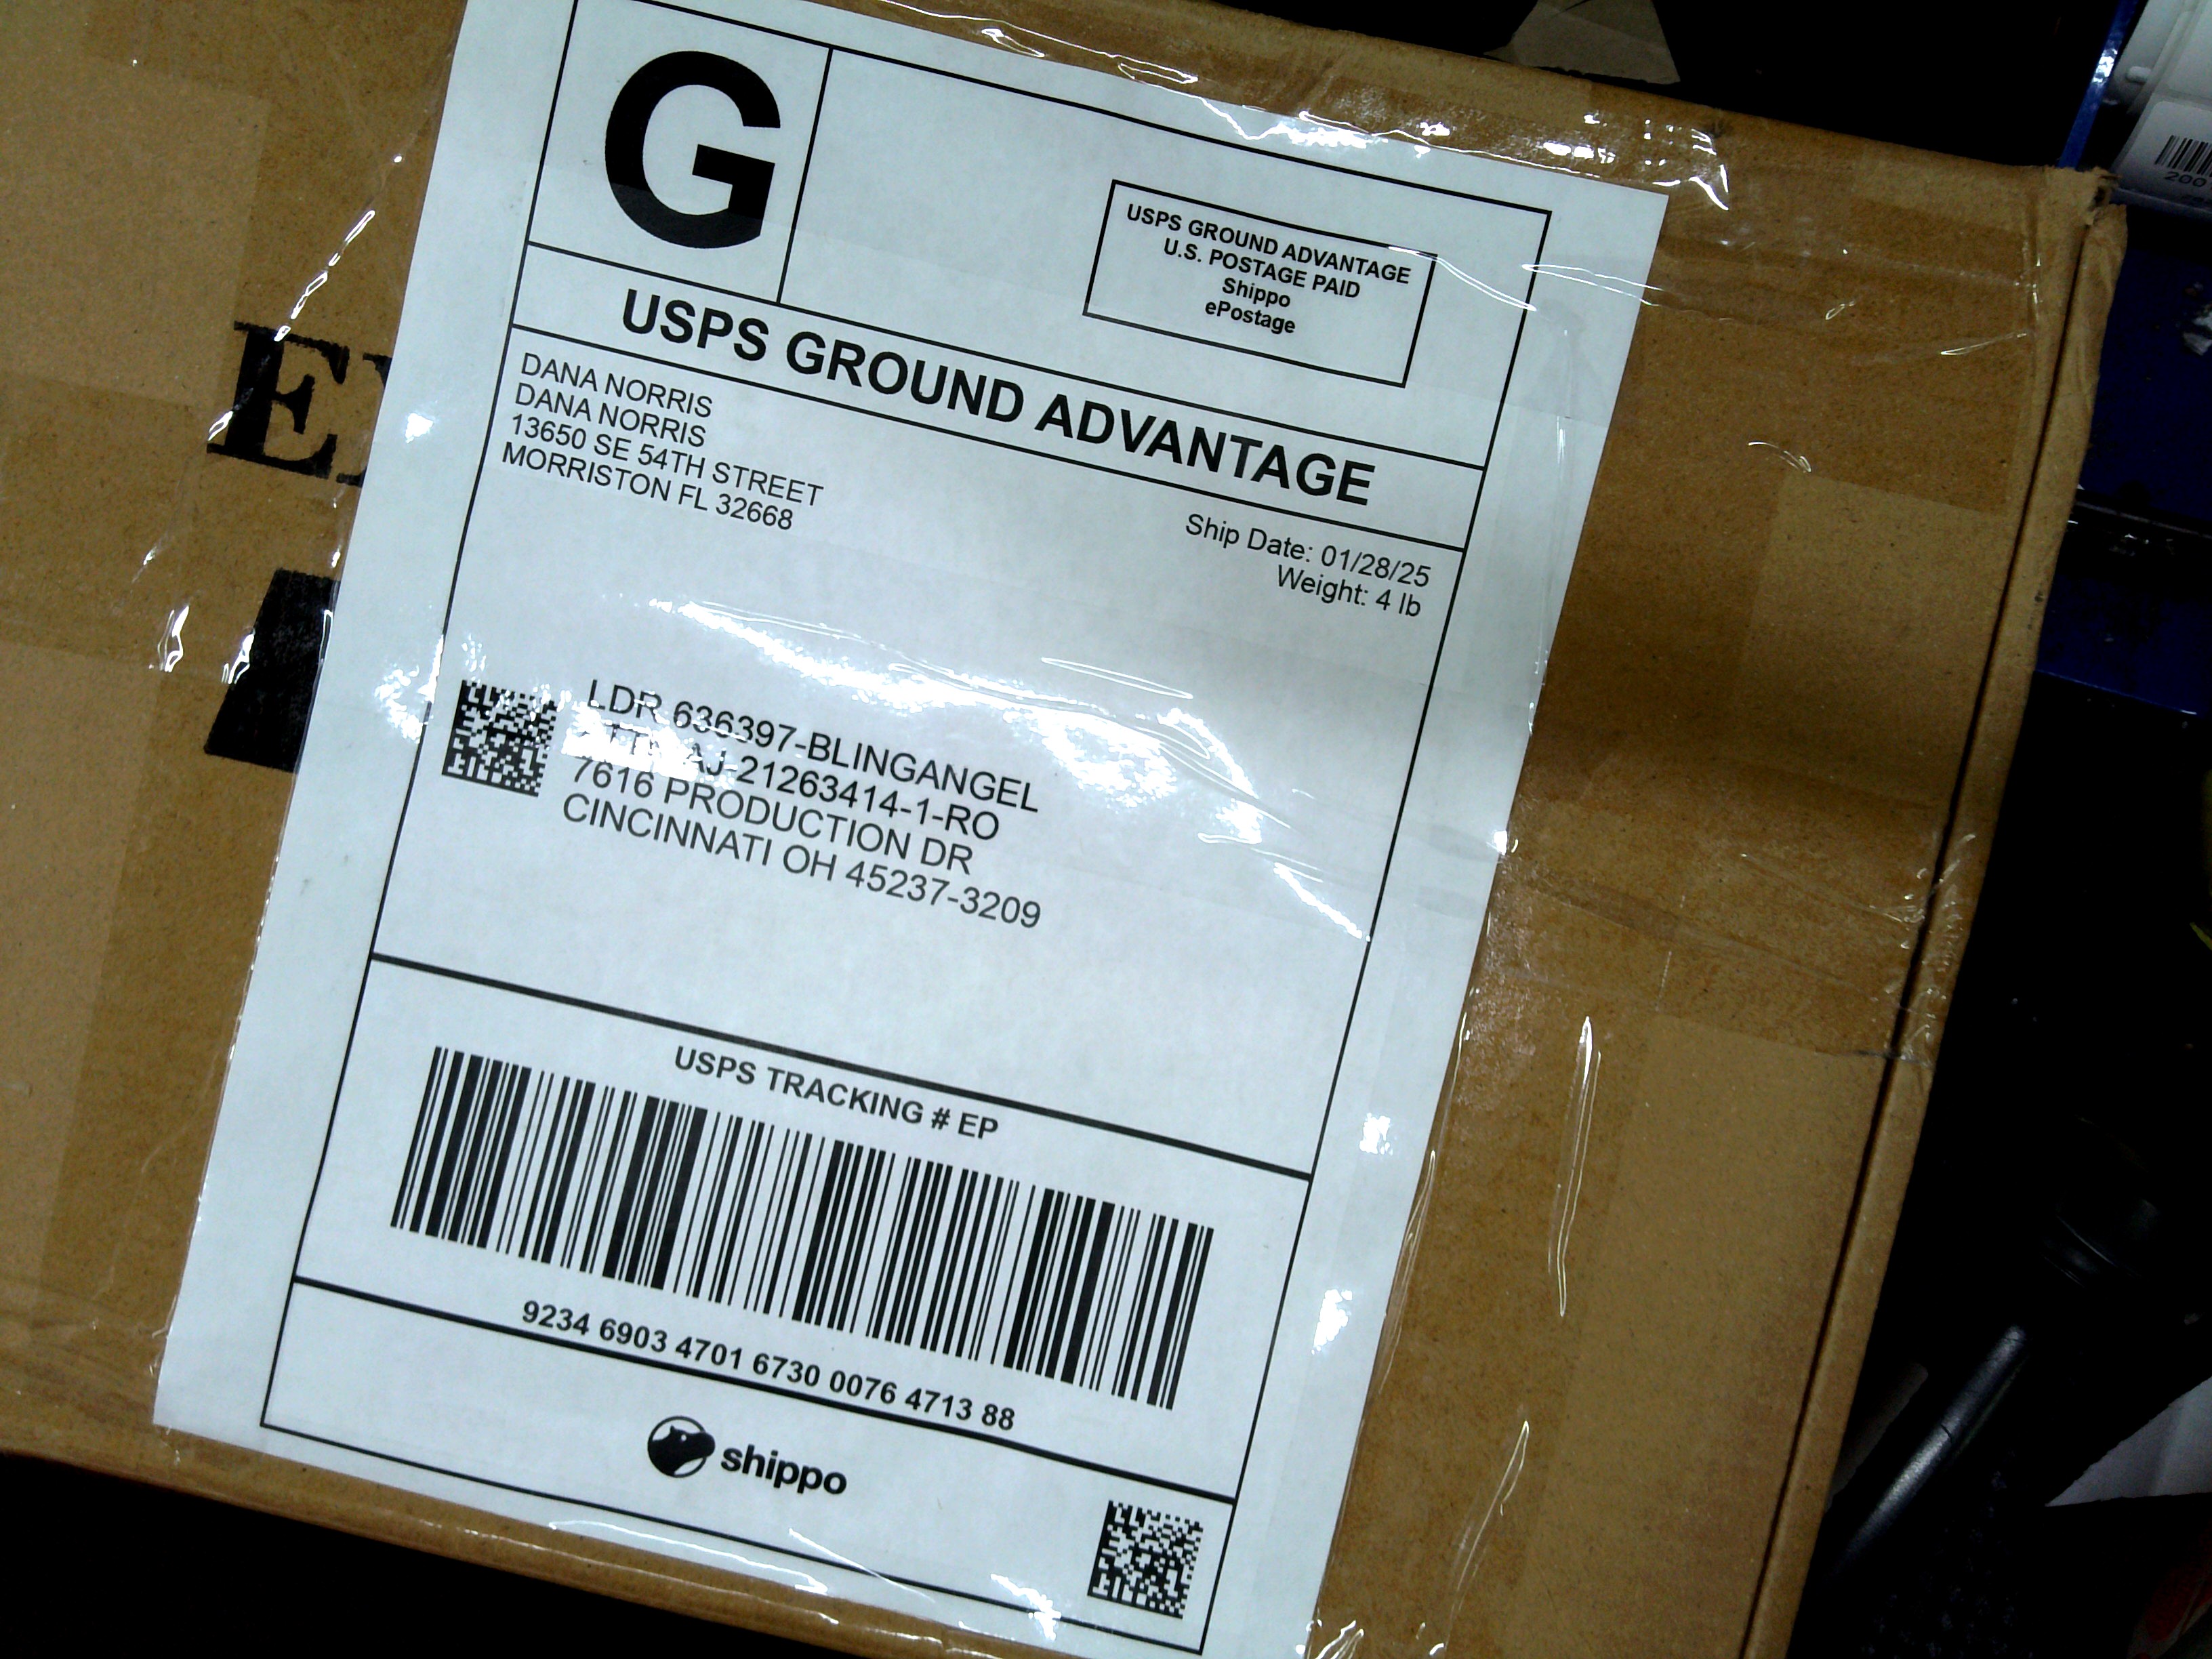 G
USPS GROUND ADVANTAGE
U.S. POSTAGE PAID
Shippo
ePostage
USPS GROUND ADVANTAGE
DANA NORRIS
DANA NORRIS
13650 SE 54TH STREET
MORRISTON FL 32668
Ship Date: 01/28/25
Weight: 4 lb
LDR 636397-BLINGANGEL
AJ-21263414-1-RO
7616 PRODUCTION DR
CINCINNATI OH 45237-3209
USPS TRACKING # EP
9234 6903 4701 6730 0076 4713 88
shippo